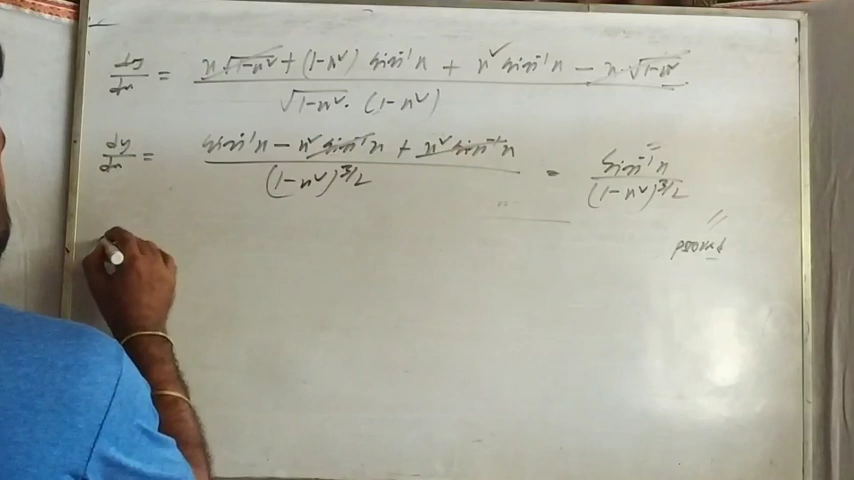 dy/dx = x√1-x² + (1-x²) sin⁻¹x + x² sin⁻¹x - x.√1-x² / √1-x² . (1-x²)
dy/dx = sin⁻¹x - x² sin⁻¹x + x² sin⁻¹x / (1-x²)^3/2 = sin⁻¹x / (1-x²)^3/2
proved